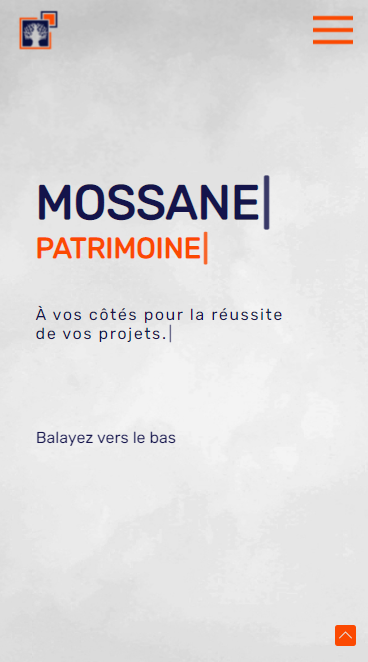 MOSSANE
PATRIMOINE
À vos côtés pour la réussite
de vos projets.
Balayez vers le bas